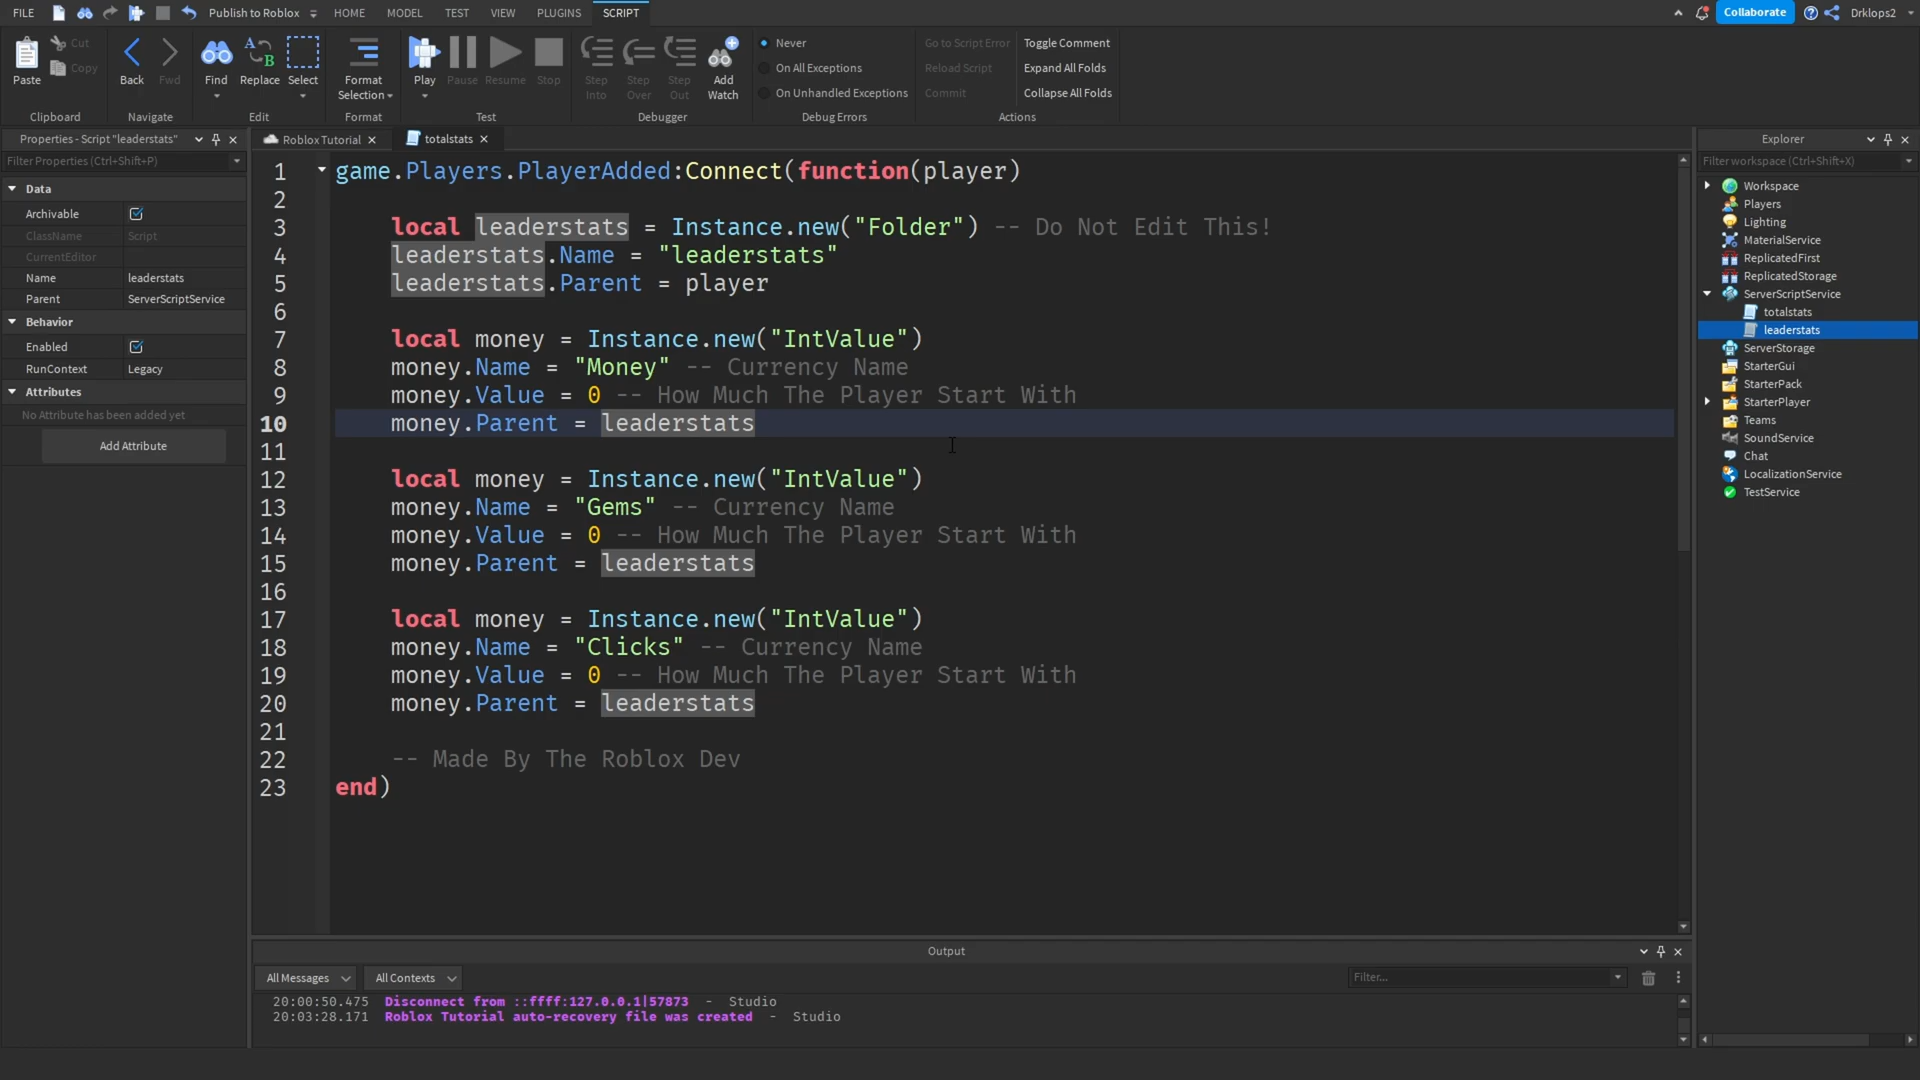 FILE Publish to Roblox HOME MODEL TEST VIEW PLUGINS SCRIPT Collaborate Drklops2
Paste Cut Copy
Clipboard
Back Fwd
Navigate
Find Replace Select
Edit
Format Selection
Format
Play Pause Resume Stop
Test
Step Into Step Over Step Out Add Watch
Debugger
Never
On All Exceptions
On Unhandled Exceptions
Debug Errors
Go to Script Error Toggle Comment
Reload Script Expand All Folds
Commit Collapse All Folds
Actions
Properties - Script "leaderstats"
Filter Properties (Ctrl+Shift+P)
Data
Archivable
ClassName Script
CurrentEditor
Name leaderstats
Parent ServerScriptService
Behavior
Enabled
RunContext Legacy
Attributes
No Attribute has been added yet
Add Attribute
Roblox Tutorial totalstats
1 game.Players.PlayerAdded:Connect(function(player)
2
3 local leaderstats = Instance.new("Folder") -- Do Not Edit This!
4 leaderstats.Name = "leaderstats"
5 leaderstats.Parent = player
6
7 local money = Instance.new("IntValue")
8 money.Name = "Money" -- Currency Name
9 money.Value = 0 -- How Much The Player Start With
10 money.Parent = leaderstats
11
12 local money = Instance.new("IntValue")
13 money.Name = "Gems" -- Currency Name
14 money.Value = 0 -- How Much The Player Start With
15 money.Parent = leaderstats
16
17 local money = Instance.new("IntValue")
18 money.Name = "Clicks" -- Currency Name
19 money.Value = 0 -- How Much The Player Start With
20 money.Parent = leaderstats
21
22 -- Made By The Roblox Dev
23 end)
Output
All Messages All Contexts Filter...
20:00:50.475 Disconnect from ::ffff:127.0.0.1|57873 - Studio
20:03:28.171 Roblox Tutorial auto-recovery file was created - Studio
Explorer
Filter workspace (Ctrl+Shift+X)
Workspace
Players
Lighting
MaterialService
ReplicatedFirst
ReplicatedStorage
ServerScriptService
totalstats
leaderstats
ServerStorage
StarterGui
StarterPack
StarterPlayer
Teams
SoundService
Chat
LocalizationService
TestService